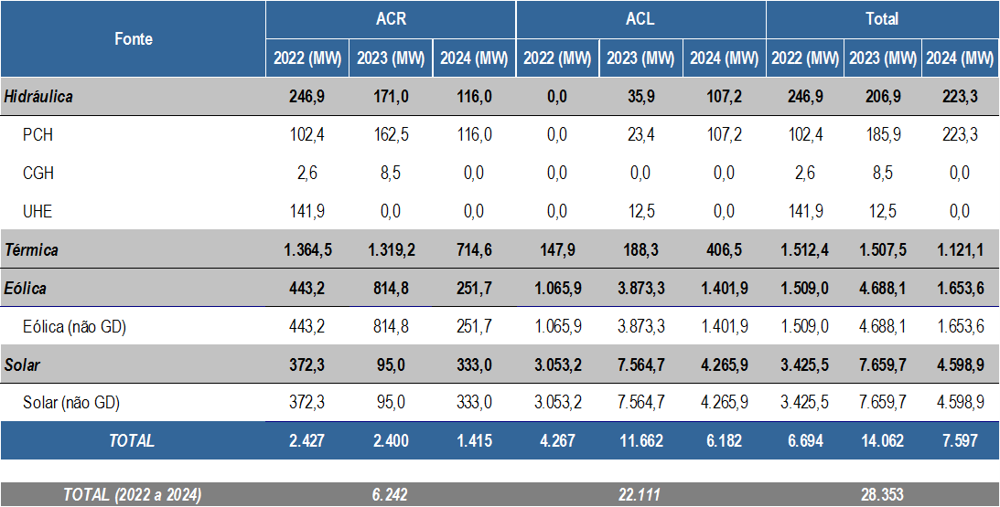 Fonte ACR ACL Total
2022 (MW) 2023 (MW) 2024 (MW) 2022 (MW) 2023 (MW) 2024 (MW) 2022 (MW) 2023 (MW) 2024 (MW)
Hidráulica 246,9 171,0 116,0 0,0 35,9 107,2 246,9 206,9 223,3
PCH 102,4 162,5 116,0 0,0 23,4 107,2 102,4 185,9 223,3
CGH 2,6 8,5 0,0 0,0 0,0 0,0 2,6 8,5 0,0
UHE 141,9 0,0 0,0 0,0 12,5 0,0 141,9 12,5 0,0
Térmica 1.364,5 1.319,2 714,6 147,9 188,3 406,5 1.512,4 1.507,5 1.121,1
Eólica 443,2 814,8 251,7 1.065,9 3.873,3 1.401,9 1.509,0 4.688,1 1.653,6
Eólica (não GD) 443,2 814,8 251,7 1.065,9 3.873,3 1.401,9 1.509,0 4.688,1 1.653,6
Solar 372,3 95,0 333,0 3.053,2 7.564,7 4.265,9 3.425,5 7.659,7 4.598,9
Solar (não GD) 372,3 95,0 333,0 3.053,2 7.564,7 4.265,9 3.425,5 7.659,7 4.598,9
TOTAL 2.427 2.400 1.415 4.267 11.662 6.182 6.694 14.062 7.597
TOTAL (2022 a 2024) 6.242 22.111 28.353